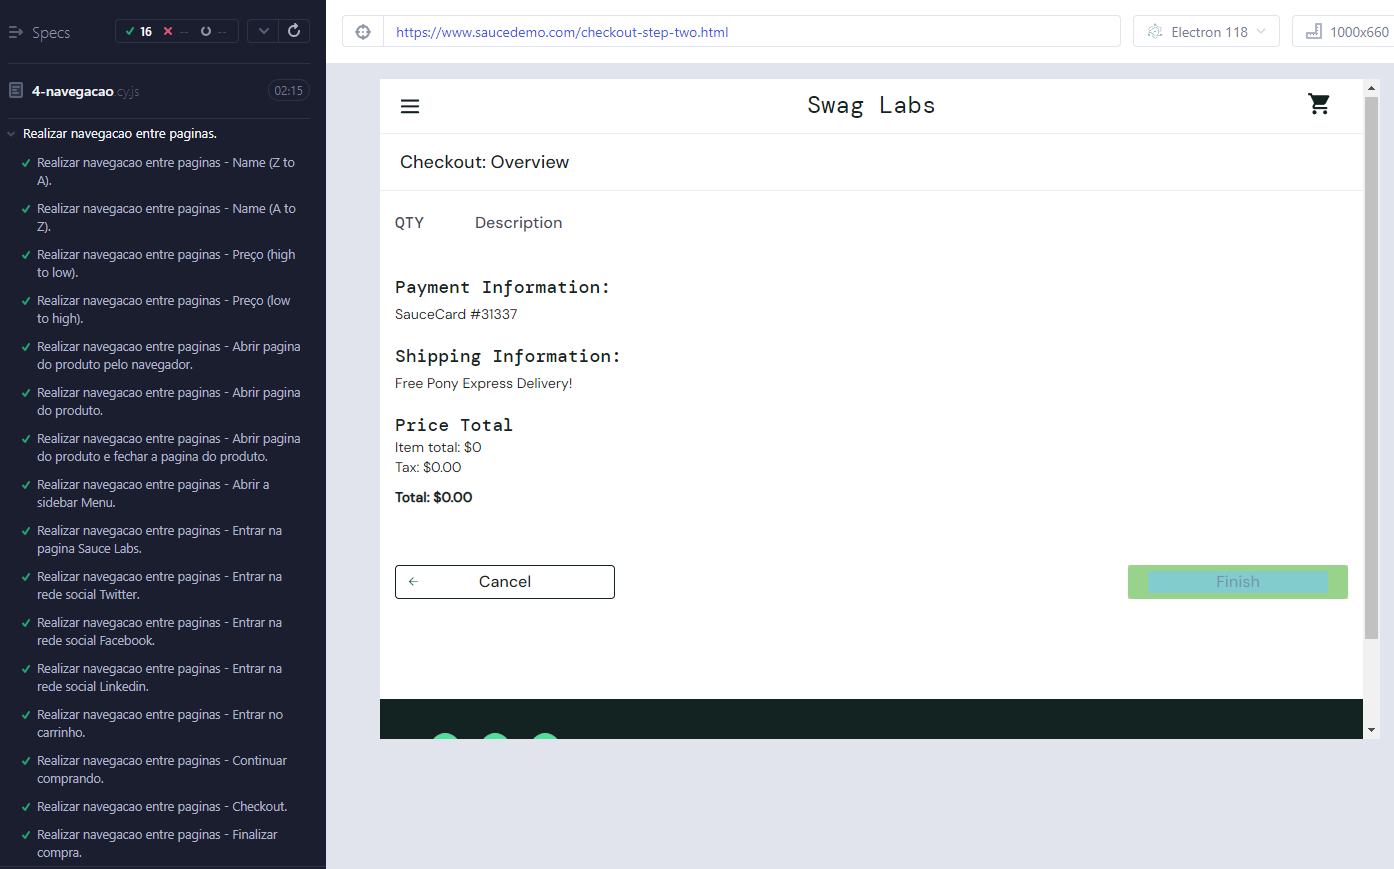 Specs
16
--
--
4-navegacao.cy.js
02:15
Realizar navegacao entre paginas.
Realizar navegacao entre paginas - Name (Z to
A).
Realizar navegacao entre paginas - Name (A to
Z).
Realizar navegacao entre paginas - Preço (high
to low).
Realizar navegacao entre paginas - Preço (low
to high).
Realizar navegacao entre paginas - Abrir pagina
do produto pelo navegador.
Realizar navegacao entre paginas - Abrir pagina
do produto.
Realizar navegacao entre paginas - Abrir pagina
do produto e fechar a pagina do produto.
Realizar navegacao entre paginas - Abrir a
sidebar Menu.
Realizar navegacao entre paginas - Entrar na
pagina Sauce Labs.
Realizar navegacao entre paginas - Entrar na
rede social Twitter.
Realizar navegacao entre paginas - Entrar na
rede social Facebook.
Realizar navegacao entre paginas - Entrar na
rede social Linkedin.
Realizar navegacao entre paginas - Entrar no
carrinho.
Realizar navegacao entre paginas - Continuar
comprando.
Realizar navegacao entre paginas - Checkout.
Realizar navegacao entre paginas - Finalizar
compra.
https://www.saucedemo.com/checkout-step-two.html
Electron 118
1000x660
Swag Labs
Checkout: Overview
QTY Description
Payment Information:
SauceCard #31337
Shipping Information:
Free Pony Express Delivery!
Price Total
Item total: $0
Tax: $0.00
Total: $0.00
Cancel
Finish